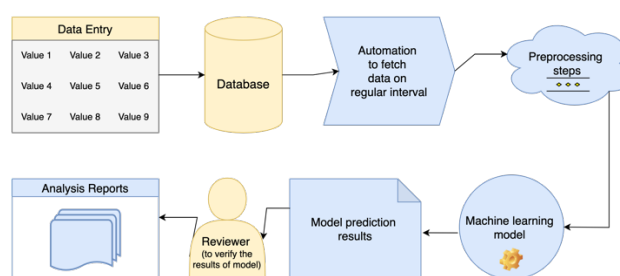 Data Entry
Value 1 Value 2 Value 3
Value 4 Value 5 Value 6
Value 7 Value 8 Value 9
Database
Automation
to fetch
data on
regular interval
Preprocessing
steps
Analysis Reports
Reviewer
(to verify the
results of model)
Model prediction
results
Machine learning
model